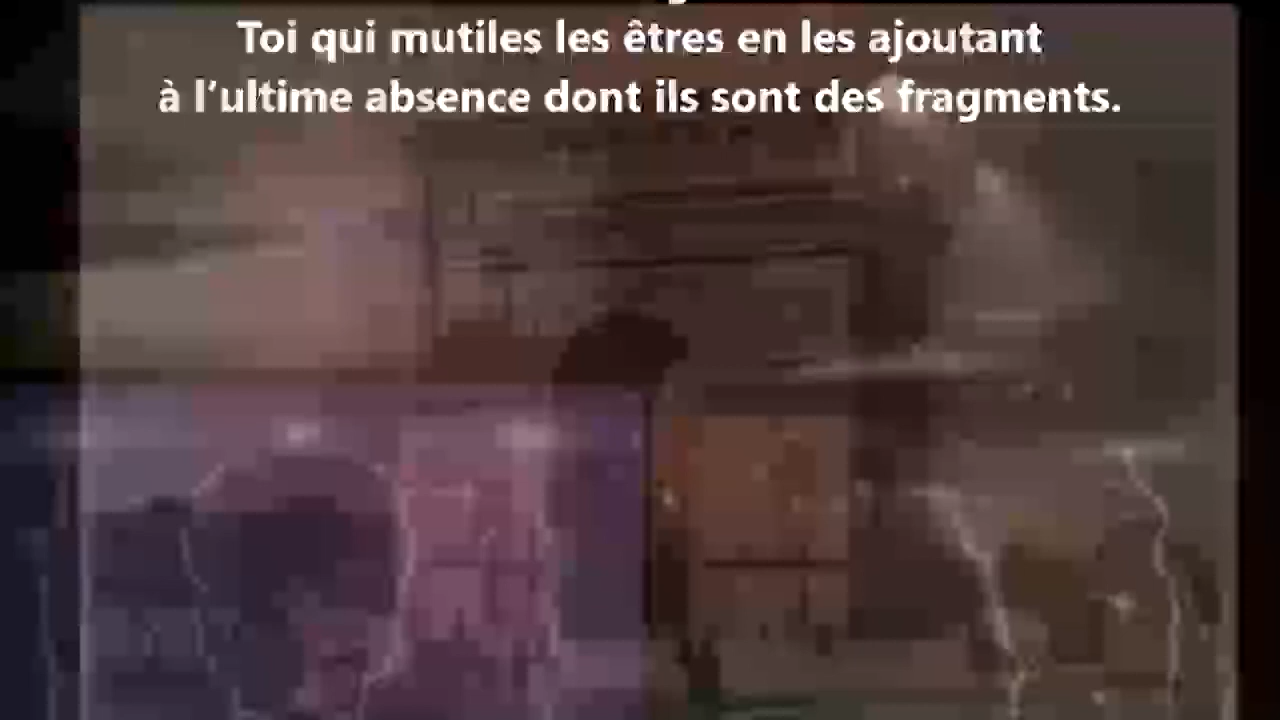 Toi qui mutiles les êtres en les ajoutant
à l’ultime absence dont ils sont des fragments.